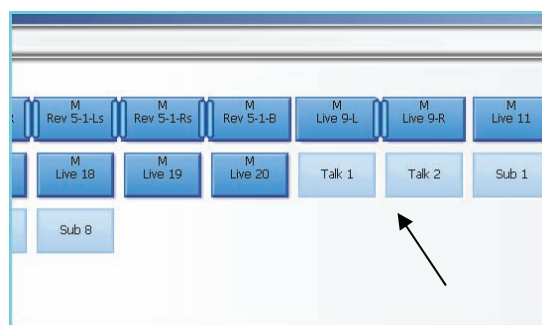 M M M M M M
Rev 5-1-Ls Rev 5-1-Rs Rev 5-1-B Live 9-L Live 9-R Live 11
M M M
Live 18 Live 19 Live 20 Talk 1 Talk 2 Sub 1
Sub 8